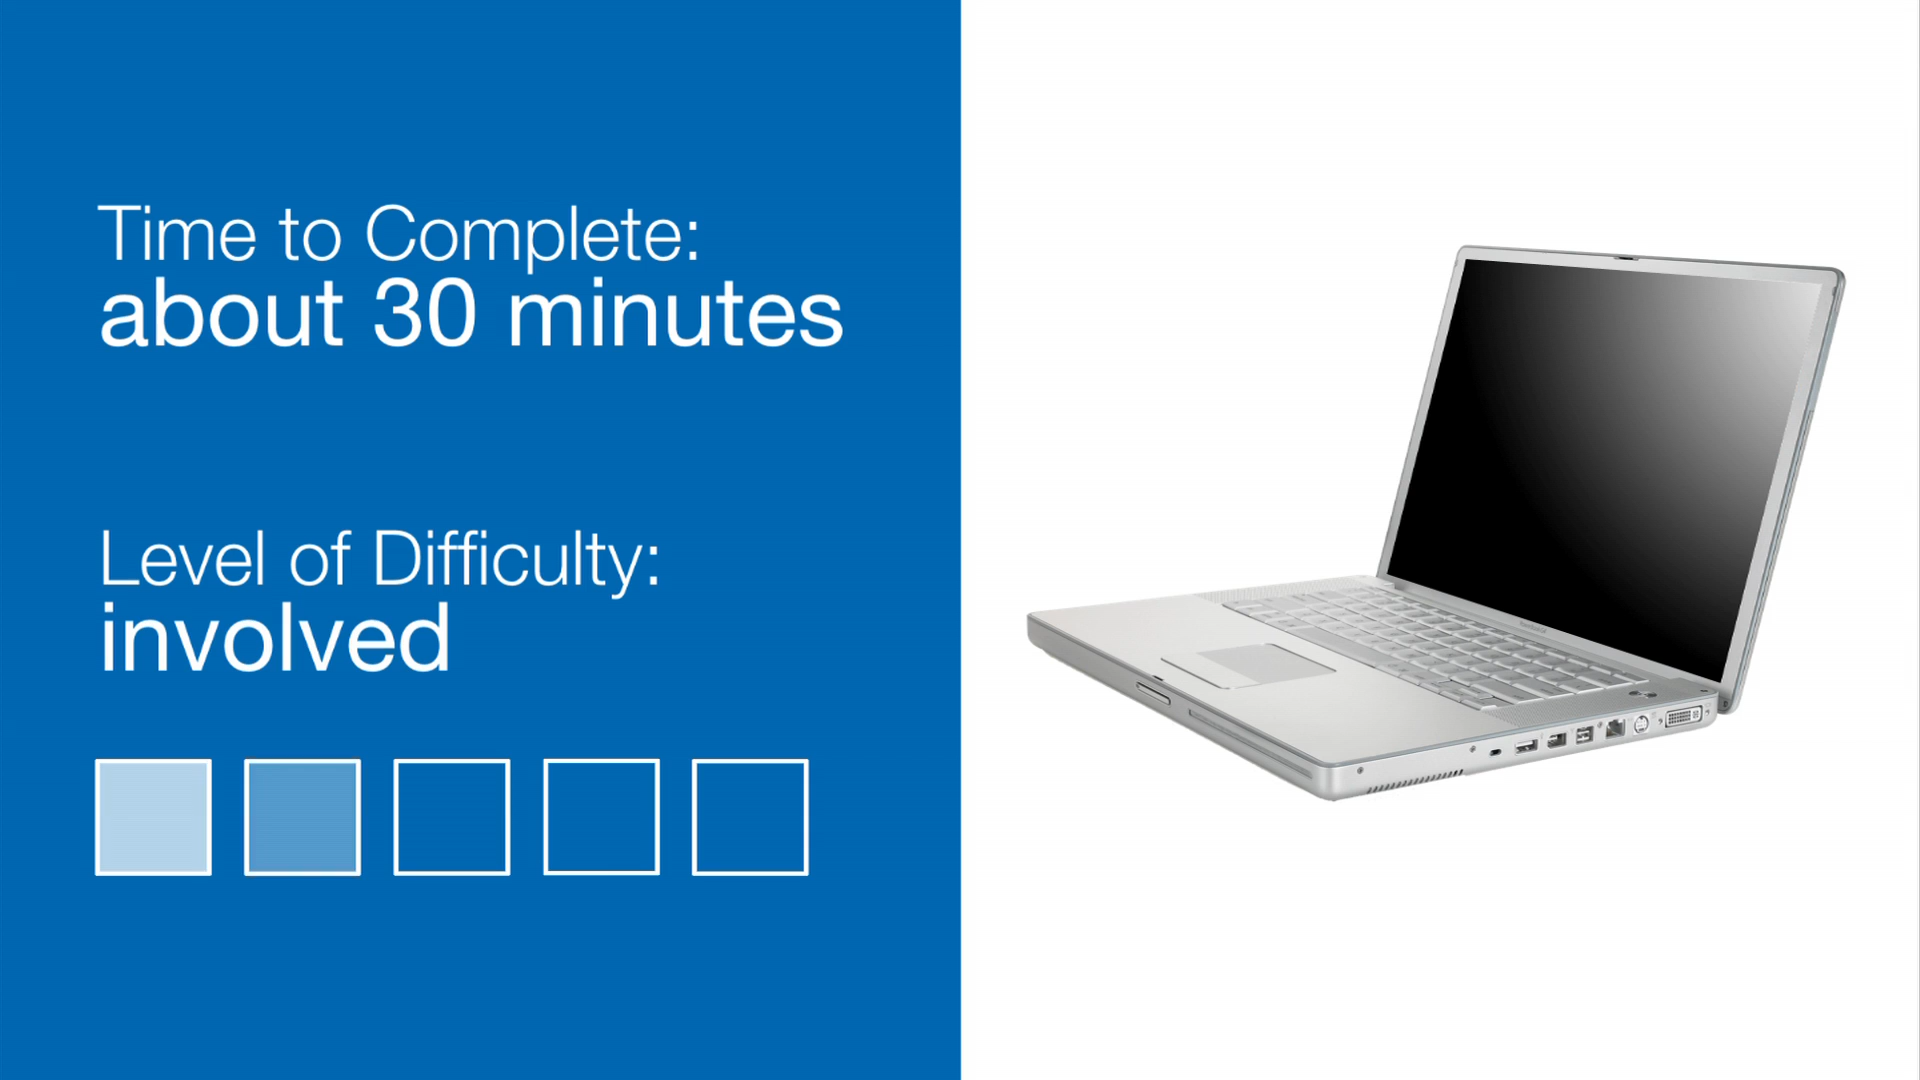 Time to Complete:
about 30 minutes
Level of Difficulty:
involved